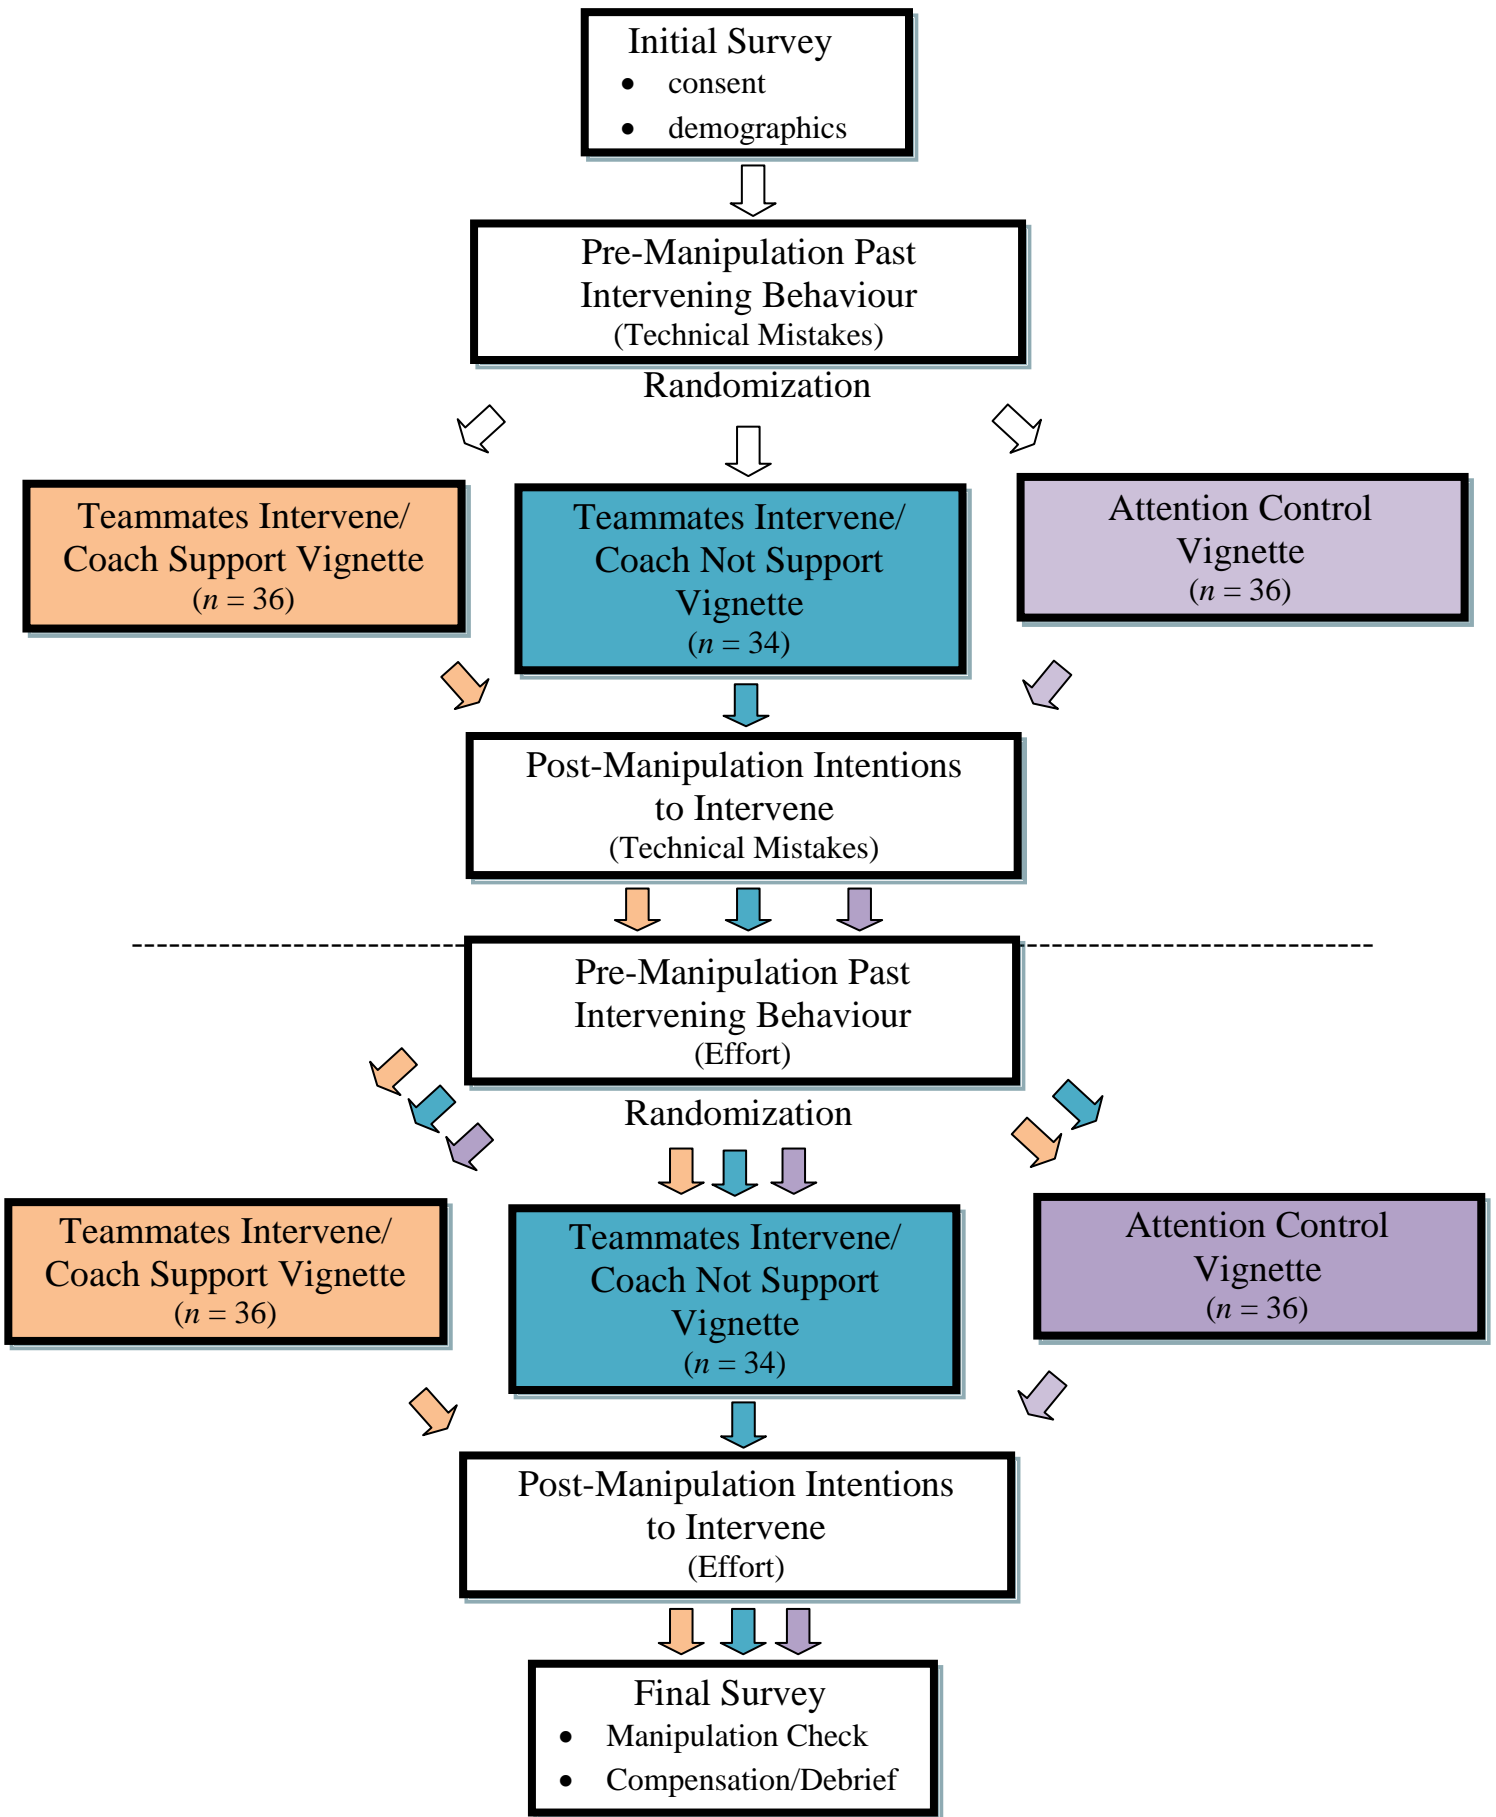 Initial Survey
• consent
• demographics
Pre-Manipulation Past
Intervening Behaviour
(Technical Mistakes)
Randomization
Teammates Intervene/
Coach Support Vignette
(n = 36)
Teammates Intervene/
Coach Not Support
Vignette
(n = 34)
Attention Control
Vignette
(n = 36)
Post-Manipulation Intentions
to Intervene
(Technical Mistakes)
Pre-Manipulation Past
Intervening Behaviour
(Effort)
Randomization
Teammates Intervene/
Coach Support Vignette
(n = 36)
Teammates Intervene/
Coach Not Support
Vignette
(n = 34)
Attention Control
Vignette
(n = 36)
Post-Manipulation Intentions
to Intervene
(Effort)
Final Survey
• Manipulation Check
• Compensation/Debrief